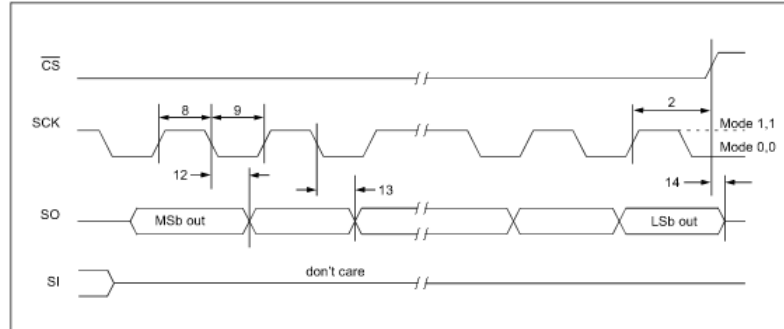 C̅S̅
8 9 2
SCK
Mode 1,1
Mode 0,0
12 13 14
SO
MSb out
LSb out
don't care
SI